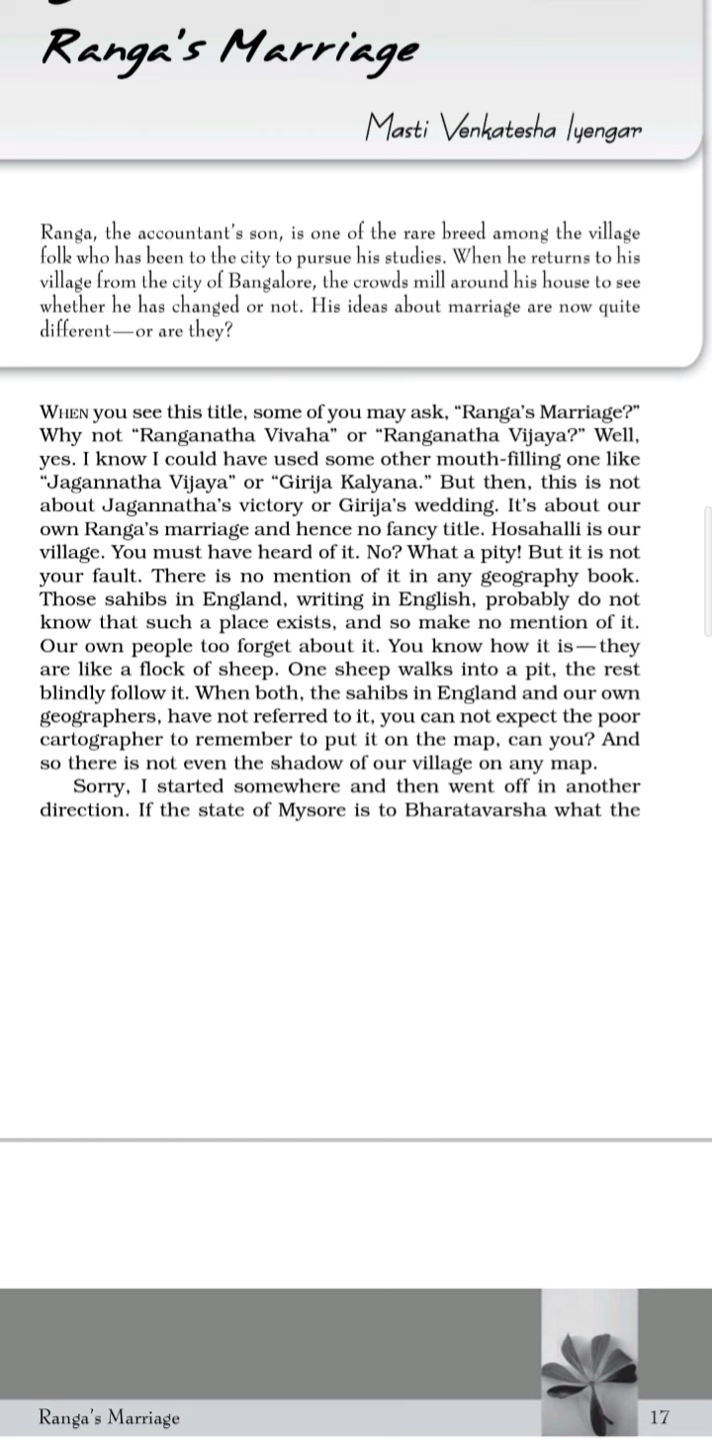 Ranga's Marriage
Masti Venkatesha Iyengar
Ranga, the accountant's son, is one of the rare breed among the village
folk who has been to the city to pursue his studies. When he returns to his
village from the city of Bangalore, the crowds mill around his house to see
whether he has changed or not. His ideas about marriage are now quite
different—or are they?
WHEN you see this title, some of you may ask, “Ranga's Marriage?”
Why not “Ranganatha Vivaha” or “Ranganatha Vijaya?” Well,
yes. I know I could have used some other mouth-filling one like
“Jagannatha Vijaya” or “Girija Kalyana.” But then, this is not
about Jagannatha's victory or Girija's wedding. It's about our
own Ranga's marriage and hence no fancy title. Hosahalli is our
village. You must have heard of it. No? What a pity! But it is not
your fault. There is no mention of it in any geography book.
Those sahibs in England, writing in English, probably do not
know that such a place exists, and so make no mention of it.
Our own people too forget about it. You know how it is—they
are like a flock of sheep. One sheep walks into a pit, the rest
blindly follow it. When both, the sahibs in England and our own
geographers, have not referred to it, you can not expect the poor
cartographer to remember to put it on the map, can you? And
so there is not even the shadow of our village on any map.
Sorry, I started somewhere and then went off in another
direction. If the state of Mysore is to Bharatavarsha what the
Ranga's Marriage
17